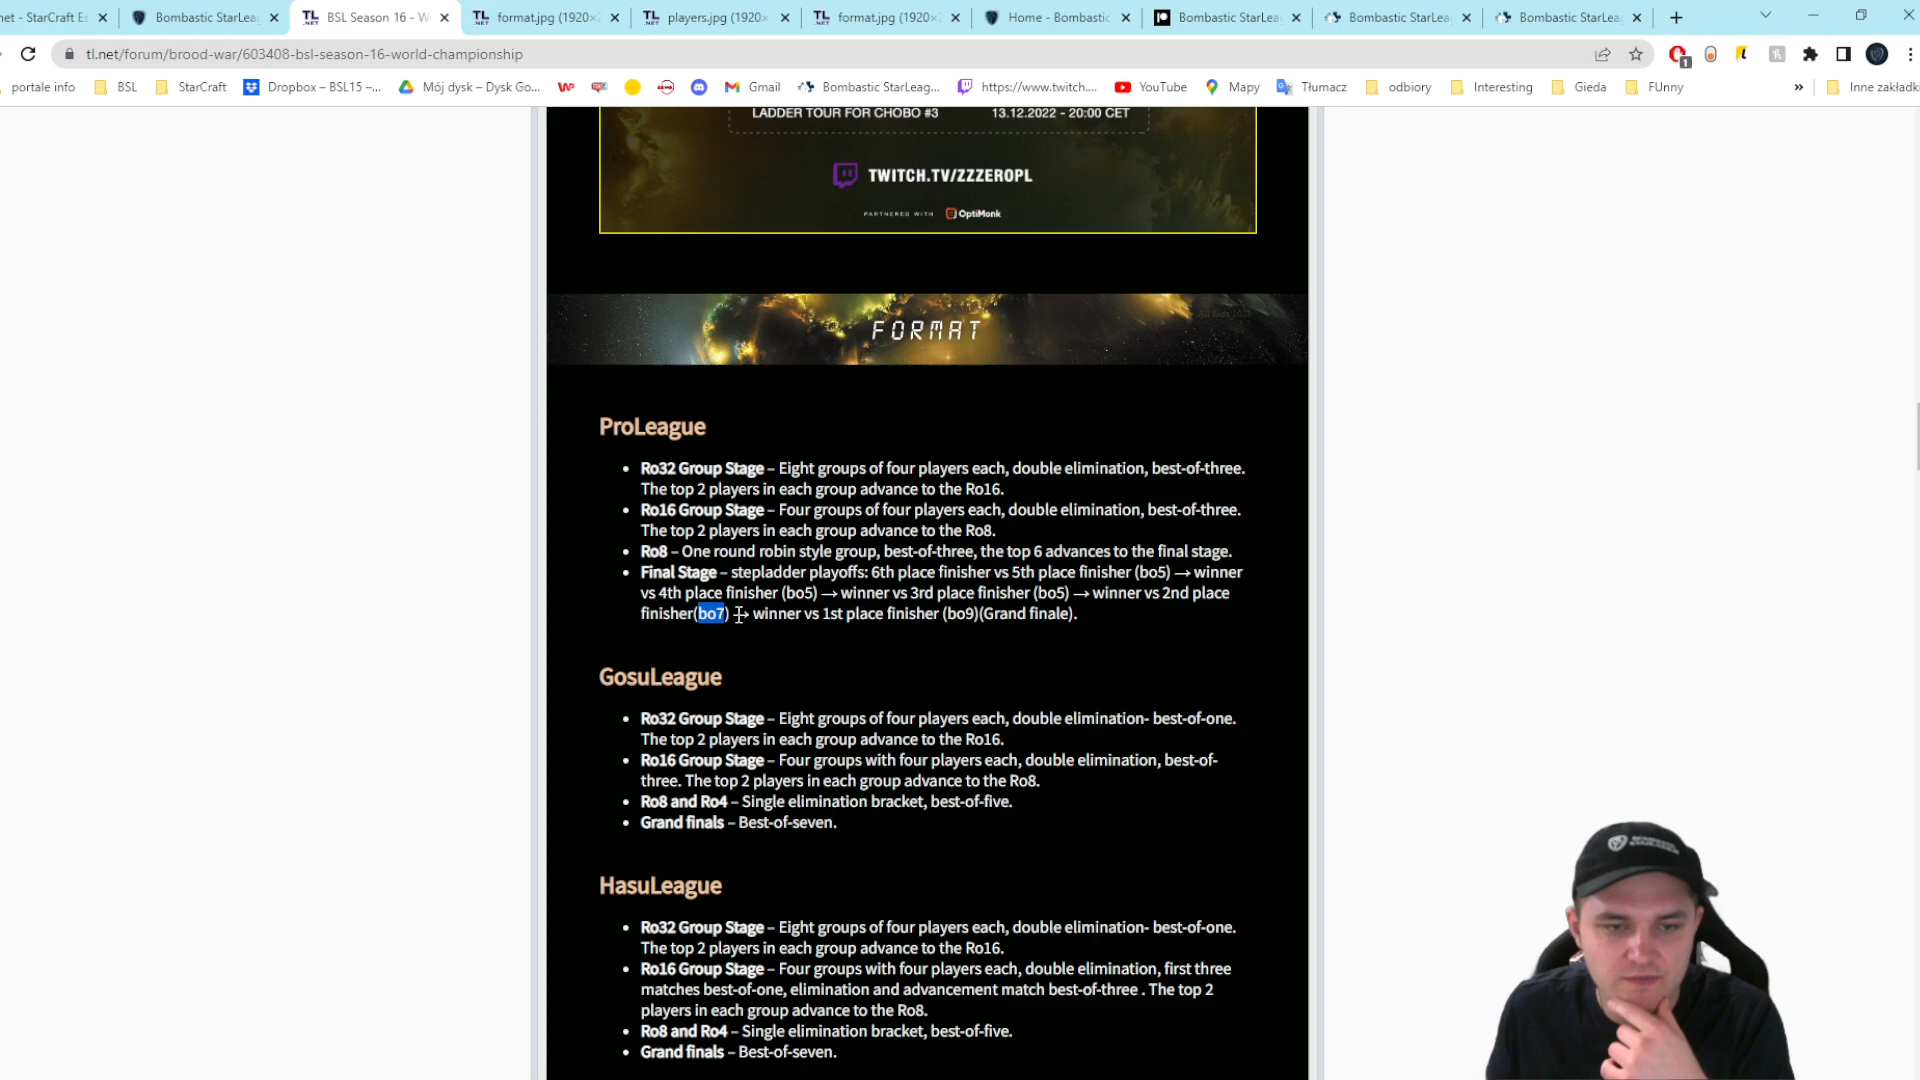 net - StarCraft Es
Bombastic StarLea
BSL Season 16 - W
format.jpg (1920×
players.jpg (1920×
format.jpg (1920×
Home - Bombastic
Bombastic StarLea
Bombastic StarLea
Bombastic StarLea
tl.net/forum/brood-war/603408-bsl-season-16-world-championship
1
portale info
BSL
StarCraft
Dropbox – BSL15 –...
Mój dysk – Dysk Go...
Gmail
Bombastic StarLeag...
https://www.twitch....
YouTube
Mapy
Tłumacz
odbiory
Interesting
Gieda
FUnny
»
Inne zakładki
LADDER TOUR FOR CHOBO #3 13.12.2022 - 20:00 CET
TWITCH.TV/ZZZEROPL
PARTNERED WITH OptiMonk
FORMAT
ProLeague
• Ro32 Group Stage – Eight groups of four players each, double elimination, best-of-three.
The top 2 players in each group advance to the Ro16.
• Ro16 Group Stage – Four groups of four players each, double elimination, best-of-three.
The top 2 players in each group advance to the Ro8.
• Ro8 – One round robin style group, best-of-three, the top 6 advances to the final stage.
• Final Stage – stepladder playoffs: 6th place finisher vs 5th place finisher (bo5) → winner
vs 4th place finisher (bo5) → winner vs 3rd place finisher (bo5) → winner vs 2nd place
finisher(bo7) → winner vs 1st place finisher (bo9)(Grand finale).
GosuLeague
• Ro32 Group Stage – Eight groups of four players each, double elimination- best-of-one.
The top 2 players in each group advance to the Ro16.
• Ro16 Group Stage – Four groups with four players each, double elimination, best-of-
three. The top 2 players in each group advance to the Ro8.
• Ro8 and Ro4 – Single elimination bracket, best-of-five.
• Grand finals – Best-of-seven.
HasuLeague
• Ro32 Group Stage – Eight groups of four players each, double elimination- best-of-one.
The top 2 players in each group advance to the Ro16.
• Ro16 Group Stage – Four groups with four players each, double elimination, first three
matches best-of-one, elimination and advancement match best-of-three . The top 2
players in each group advance to the Ro8.
• Ro8 and Ro4 – Single elimination bracket, best-of-five.
• Grand finals – Best-of-seven.
BOMBASTIC
STARLEAGUE